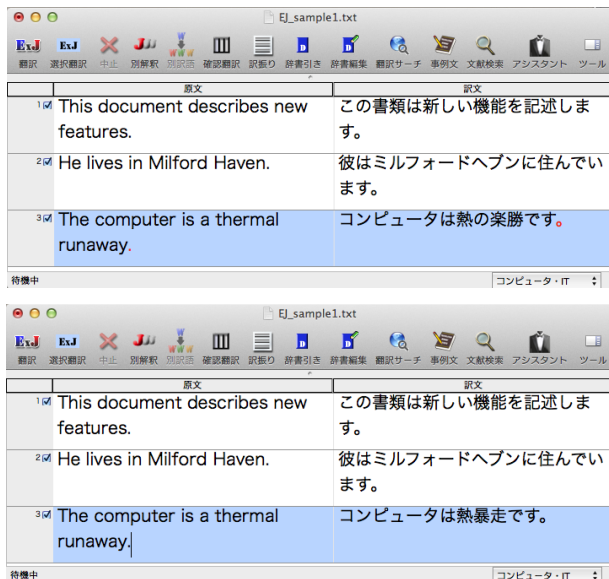 EJ_sample1.txt
ExJ ExJ J
翻訳 選択翻訳 中止 別解釈 別訳語 確認翻訳 訳振り 辞書引き 辞書編集 翻訳サーチ 事例文 文献検索 アシスタント ツール
原文 訳文
1 This document describes new この書類は新しい機能を記述しま
features. す。
2 He lives in Milford Haven. 彼はミルフォードヘブンに住んでい
ます。
3 The computer is a thermal コンピュータは熱の楽勝です。
runaway.
待機中 コンピュータ・IT
EJ_sample1.txt
ExJ ExJ J
翻訳 選択翻訳 中止 別解釈 別訳語 確認翻訳 訳振り 辞書引き 辞書編集 翻訳サーチ 事例文 文献検索 アシスタント ツール
原文 訳文
1 This document describes new この書類は新しい機能を記述しま
features. す。
2 He lives in Milford Haven. 彼はミルフォードヘブンに住んでい
ます。
3 The computer is a thermal コンピュータは熱暴走です。
runaway.
待機中 コンピュータ・IT